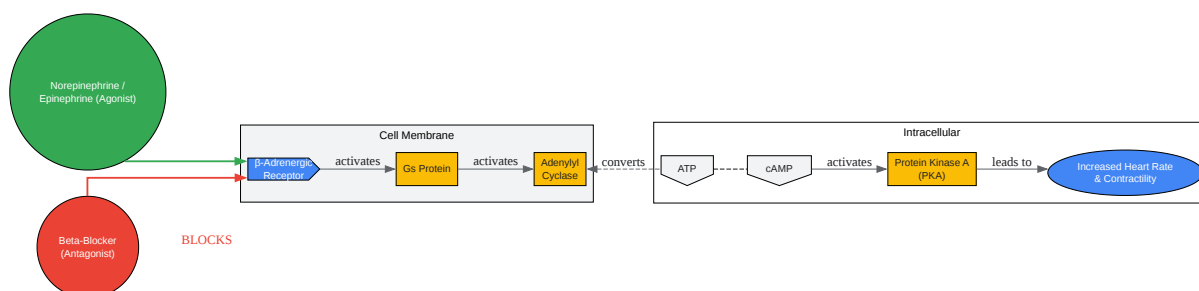 Norepinephrine /
Epinephrine (Agonist)
Cell Membrane
β-Adrenergic
Receptor
activates
Gs Protein
activates
Adenylyl
Cyclase
converts
Intracellular
ATP
cAMP
activates
Protein Kinase A
(PKA)
leads to
Increased Heart Rate
& Contractility
Beta-Blocker
(Antagonist)
BLOCKS